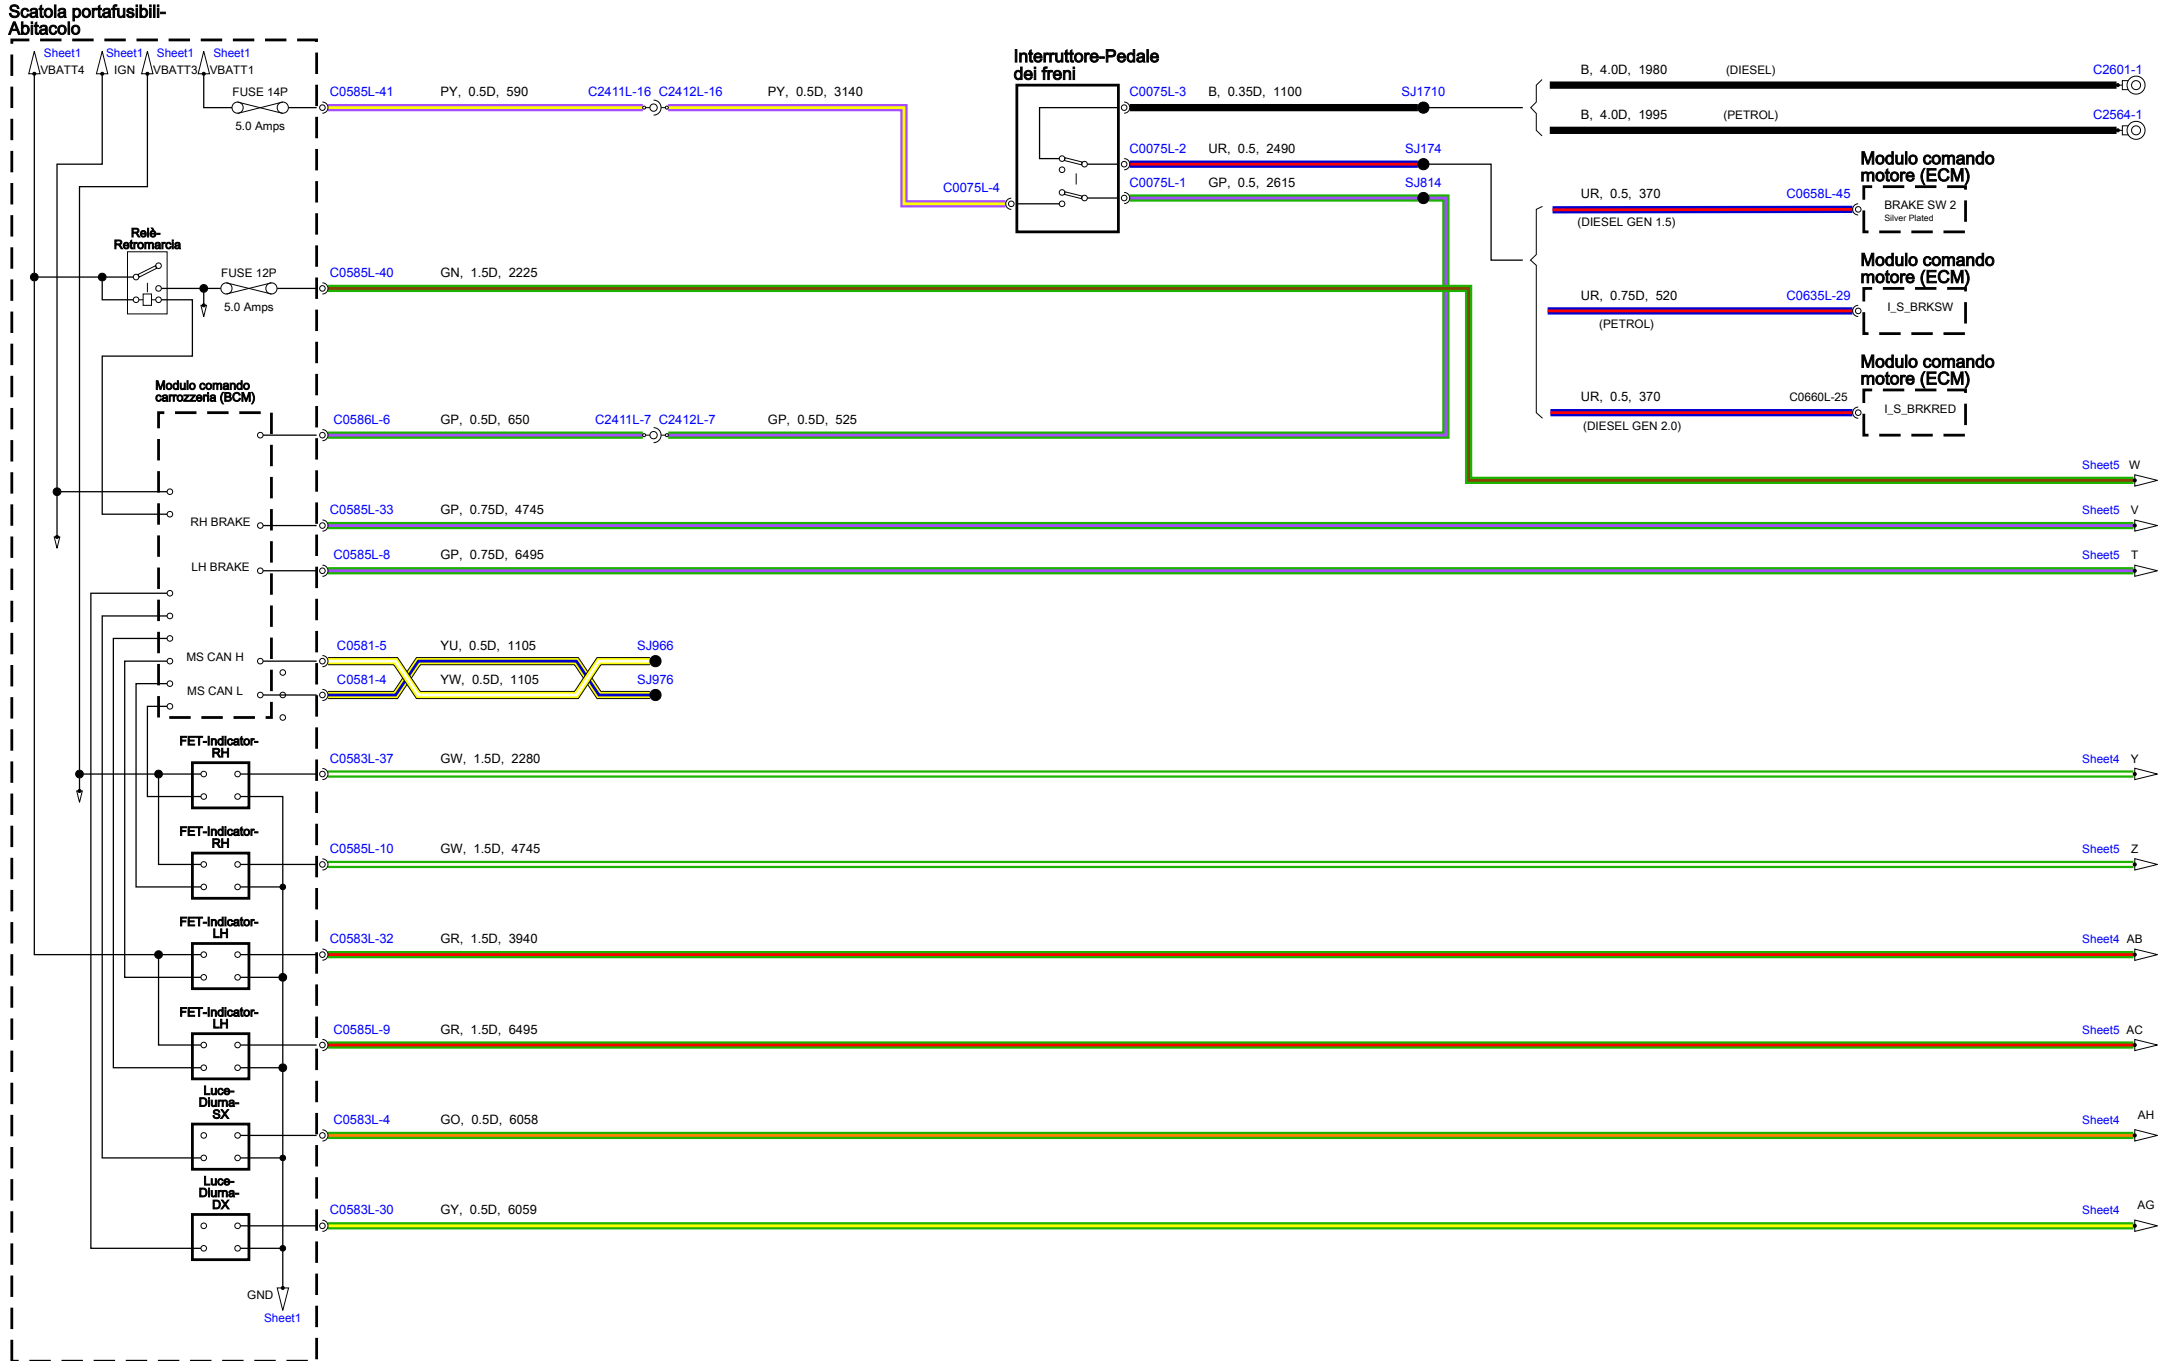 Scatola portafusibili-
Abitacolo
Sheet1 Sheet1 Sheet1 Sheet1
VBATT4 IGN VBATT3 VBATT1
FUSE 14P
5.0 Amps
C0585L-41 PY, 0.5D, 590 C2411L-16 C2412L-16 PY, 0.5D, 3140
C0075L-4
Interruttore-Pedale
dei freni
C0075L-3 B, 0.35D, 1100 SJ1710
C0075L-2 UR, 0.5, 2490 SJ174
C0075L-1 GP, 0.5, 2615 SJ814
B, 4.0D, 1980 (DIESEL) C2601-1
B, 4.0D, 1995 (PETROL) C2564-1
Modulo comando
motore (ECM)
UR, 0.5, 370 C0658L-45
(DIESEL GEN 1.5)
BRAKE SW 2
Silver Plated
Modulo comando
motore (ECM)
UR, 0.75D, 520 C0635L-29
(PETROL)
I_S_BRKSW
Modulo comando
motore (ECM)
UR, 0.5, 370 C0660L-25
(DIESEL GEN 2.0)
I_S_BRKRED
Relè-
Retromarcia
FUSE 12P
5.0 Amps
C0585L-40 GN, 1.5D, 2225
Sheet5 W
Modulo comando
carrozzeria (BCM)
C0586L-6 GP, 0.5D, 650 C2411L-7 C2412L-7 GP, 0.5D, 525
RH BRAKE C0585L-33 GP, 0.75D, 4745 Sheet5 V
LH BRAKE C0585L-8 GP, 0.75D, 6495 Sheet5 T
MS CAN H C0581-5 YU, 0.5D, 1105 SJ966
MS CAN L C0581-4 YW, 0.5D, 1105 SJ976
FET-Indicator-
RH
C0583L-37 GW, 1.5D, 2280 Sheet4 Y
FET-Indicator-
RH
C0585L-10 GW, 1.5D, 4745 Sheet5 Z
FET-Indicator-
LH
C0583L-32 GR, 1.5D, 3940 Sheet4 AB
FET-Indicator-
LH
C0585L-9 GR, 1.5D, 6495 Sheet5 AC
Luce-
Diurna-
SX
C0583L-4 GO, 0.5D, 6058 Sheet4 AH
Luce-
Diurna-
DX
C0583L-30 GY, 0.5D, 6059 Sheet4 AG
GND
Sheet1